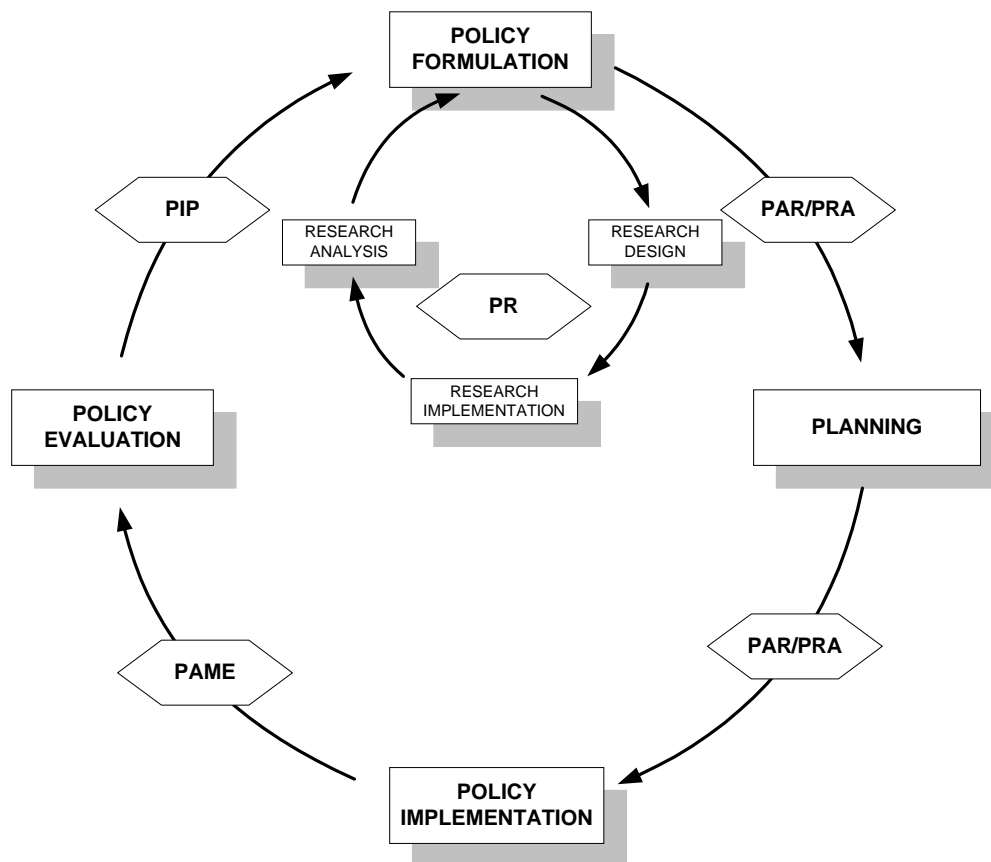 POLICY
FORMULATION
PIP
PAR/PRA
RESEARCH
ANALYSIS
RESEARCH
DESIGN
PR
RESEARCH
IMPLEMENTATION
POLICY
EVALUATION
PLANNING
PAME
PAR/PRA
POLICY
IMPLEMENTATION